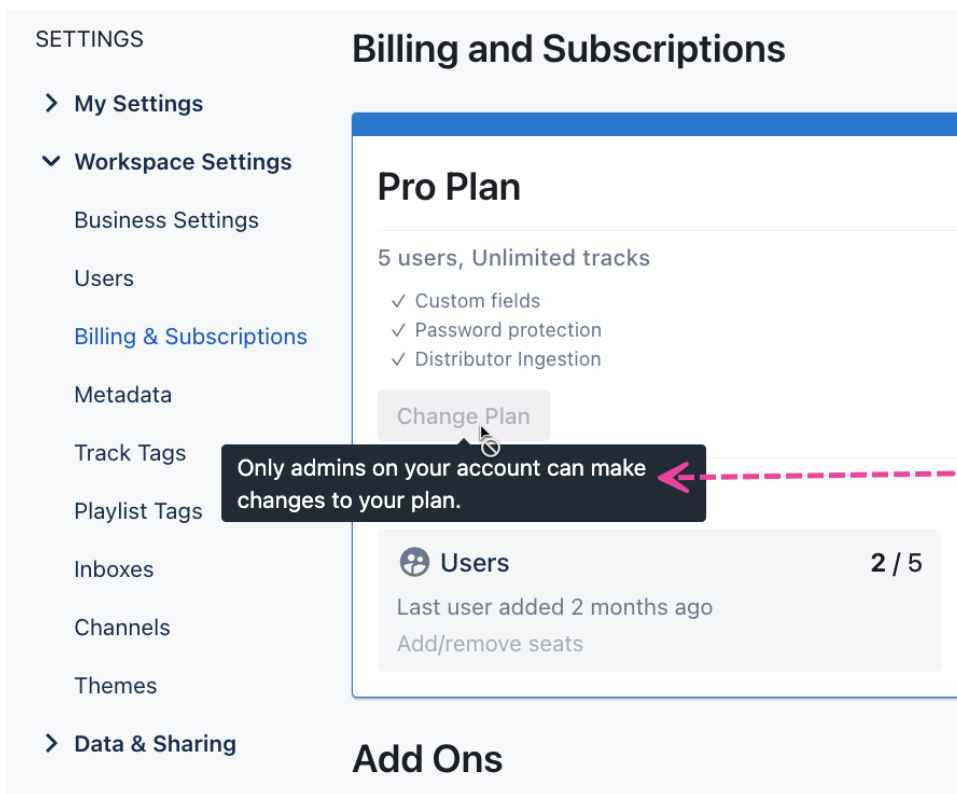 SETTINGS
My Settings
Workspace Settings
Business Settings
Users
Billing & Subscriptions
Metadata
Track Tags
Playlist Tags
Inboxes
Channels
Themes
Data & Sharing
Billing and Subscriptions
Pro Plan
5 users, Unlimited tracks
Custom fields
Password protection
Distributor Ingestion
Change Plan
Only admins on your account can make
changes to your plan.
Users 2 / 5
Last user added 2 months ago
Add/remove seats
Add Ons